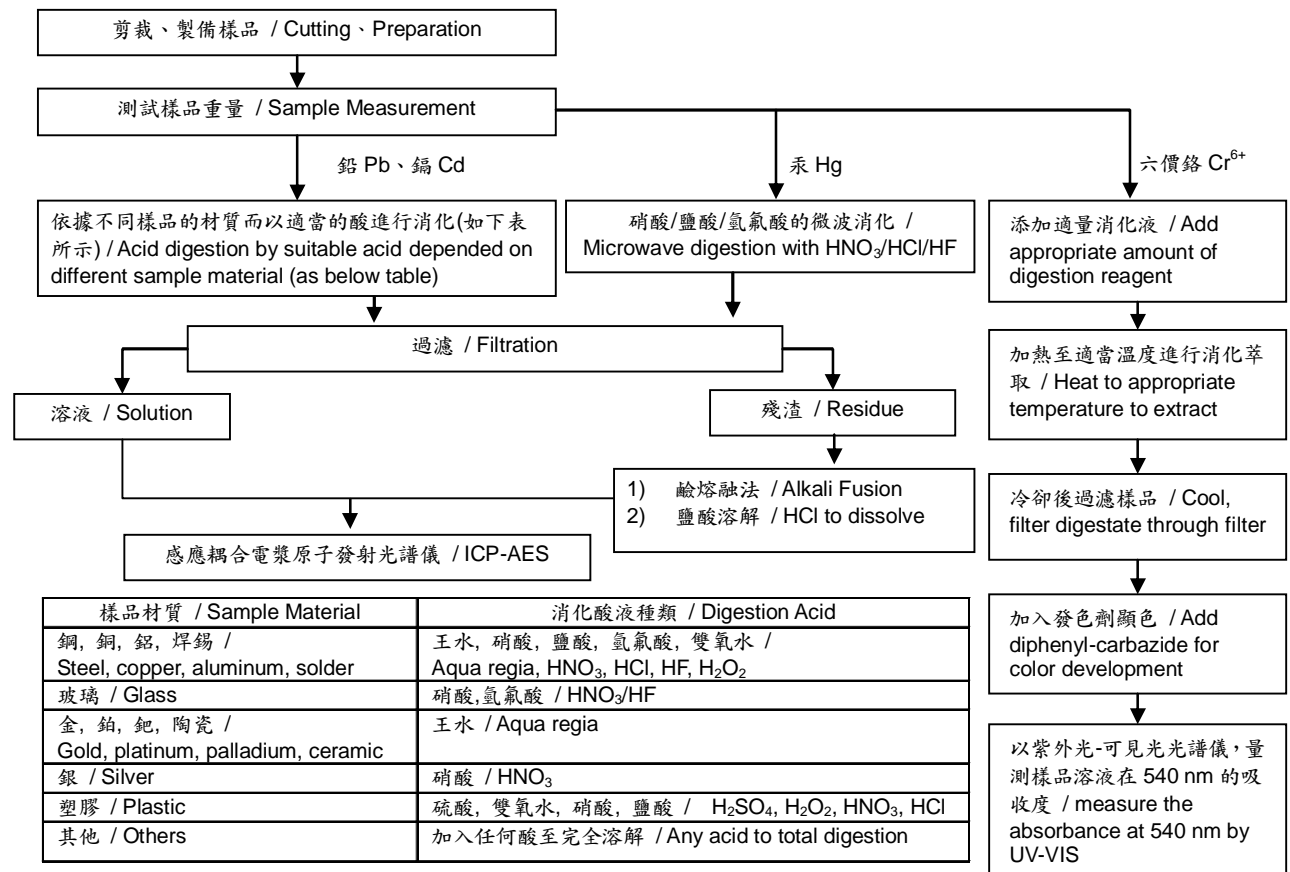 剪裁、製備樣品 / Cutting、Preparation
測試樣品重量 / Sample Measurement
鉛 Pb、鎘 Cd
汞 Hg
六價鉻 Cr6+
依據不同樣品的材質而以適當的酸進行消化(如下表
所示) / Acid digestion by suitable acid depended on
different sample material (as below table)
硝酸/鹽酸/氫氟酸的微波消化 /
Microwave digestion with HNO3/HCl/HF
添加適量消化液 / Add
appropriate amount of
digestion reagent
過濾 / Filtration
加熱至適當溫度進行消化萃
取 / Heat to appropriate
temperature to extract
溶液 / Solution
殘渣 / Residue
1) 鹼熔融法 / Alkali Fusion
2) 鹽酸溶解 / HCl to dissolve
冷卻後過濾樣品 / Cool,
filter digestate through filter
感應耦合電漿原子發射光譜儀 / ICP-AES
加入發色劑顯色 / Add
diphenyl-carbazide for
color development
以紫外光-可見光光譜儀，量
測樣品溶液在 540 nm 的吸
收度 / measure the
absorbance at 540 nm by
UV-VIS
樣品材質 / Sample Material 消化酸液種類 / Digestion Acid
鋼, 銅, 鋁, 焊錫 / 王水, 硝酸, 鹽酸, 氫氟酸, 雙氧水 /
Steel, copper, aluminum, solder Aqua regia, HNO3, HCl, HF, H2O2
玻璃 / Glass 硝酸,氫氟酸 / HNO3/HF
金, 鉑, 鈀, 陶瓷 / 王水 / Aqua regia
Gold, platinum, palladium, ceramic
銀 / Silver 硝酸 / HNO3
塑膠 / Plastic 硫酸, 雙氧水, 硝酸, 鹽酸 / H2SO4, H2O2, HNO3, HCl
其他 / Others 加入任何酸至完全溶解 / Any acid to total digestion